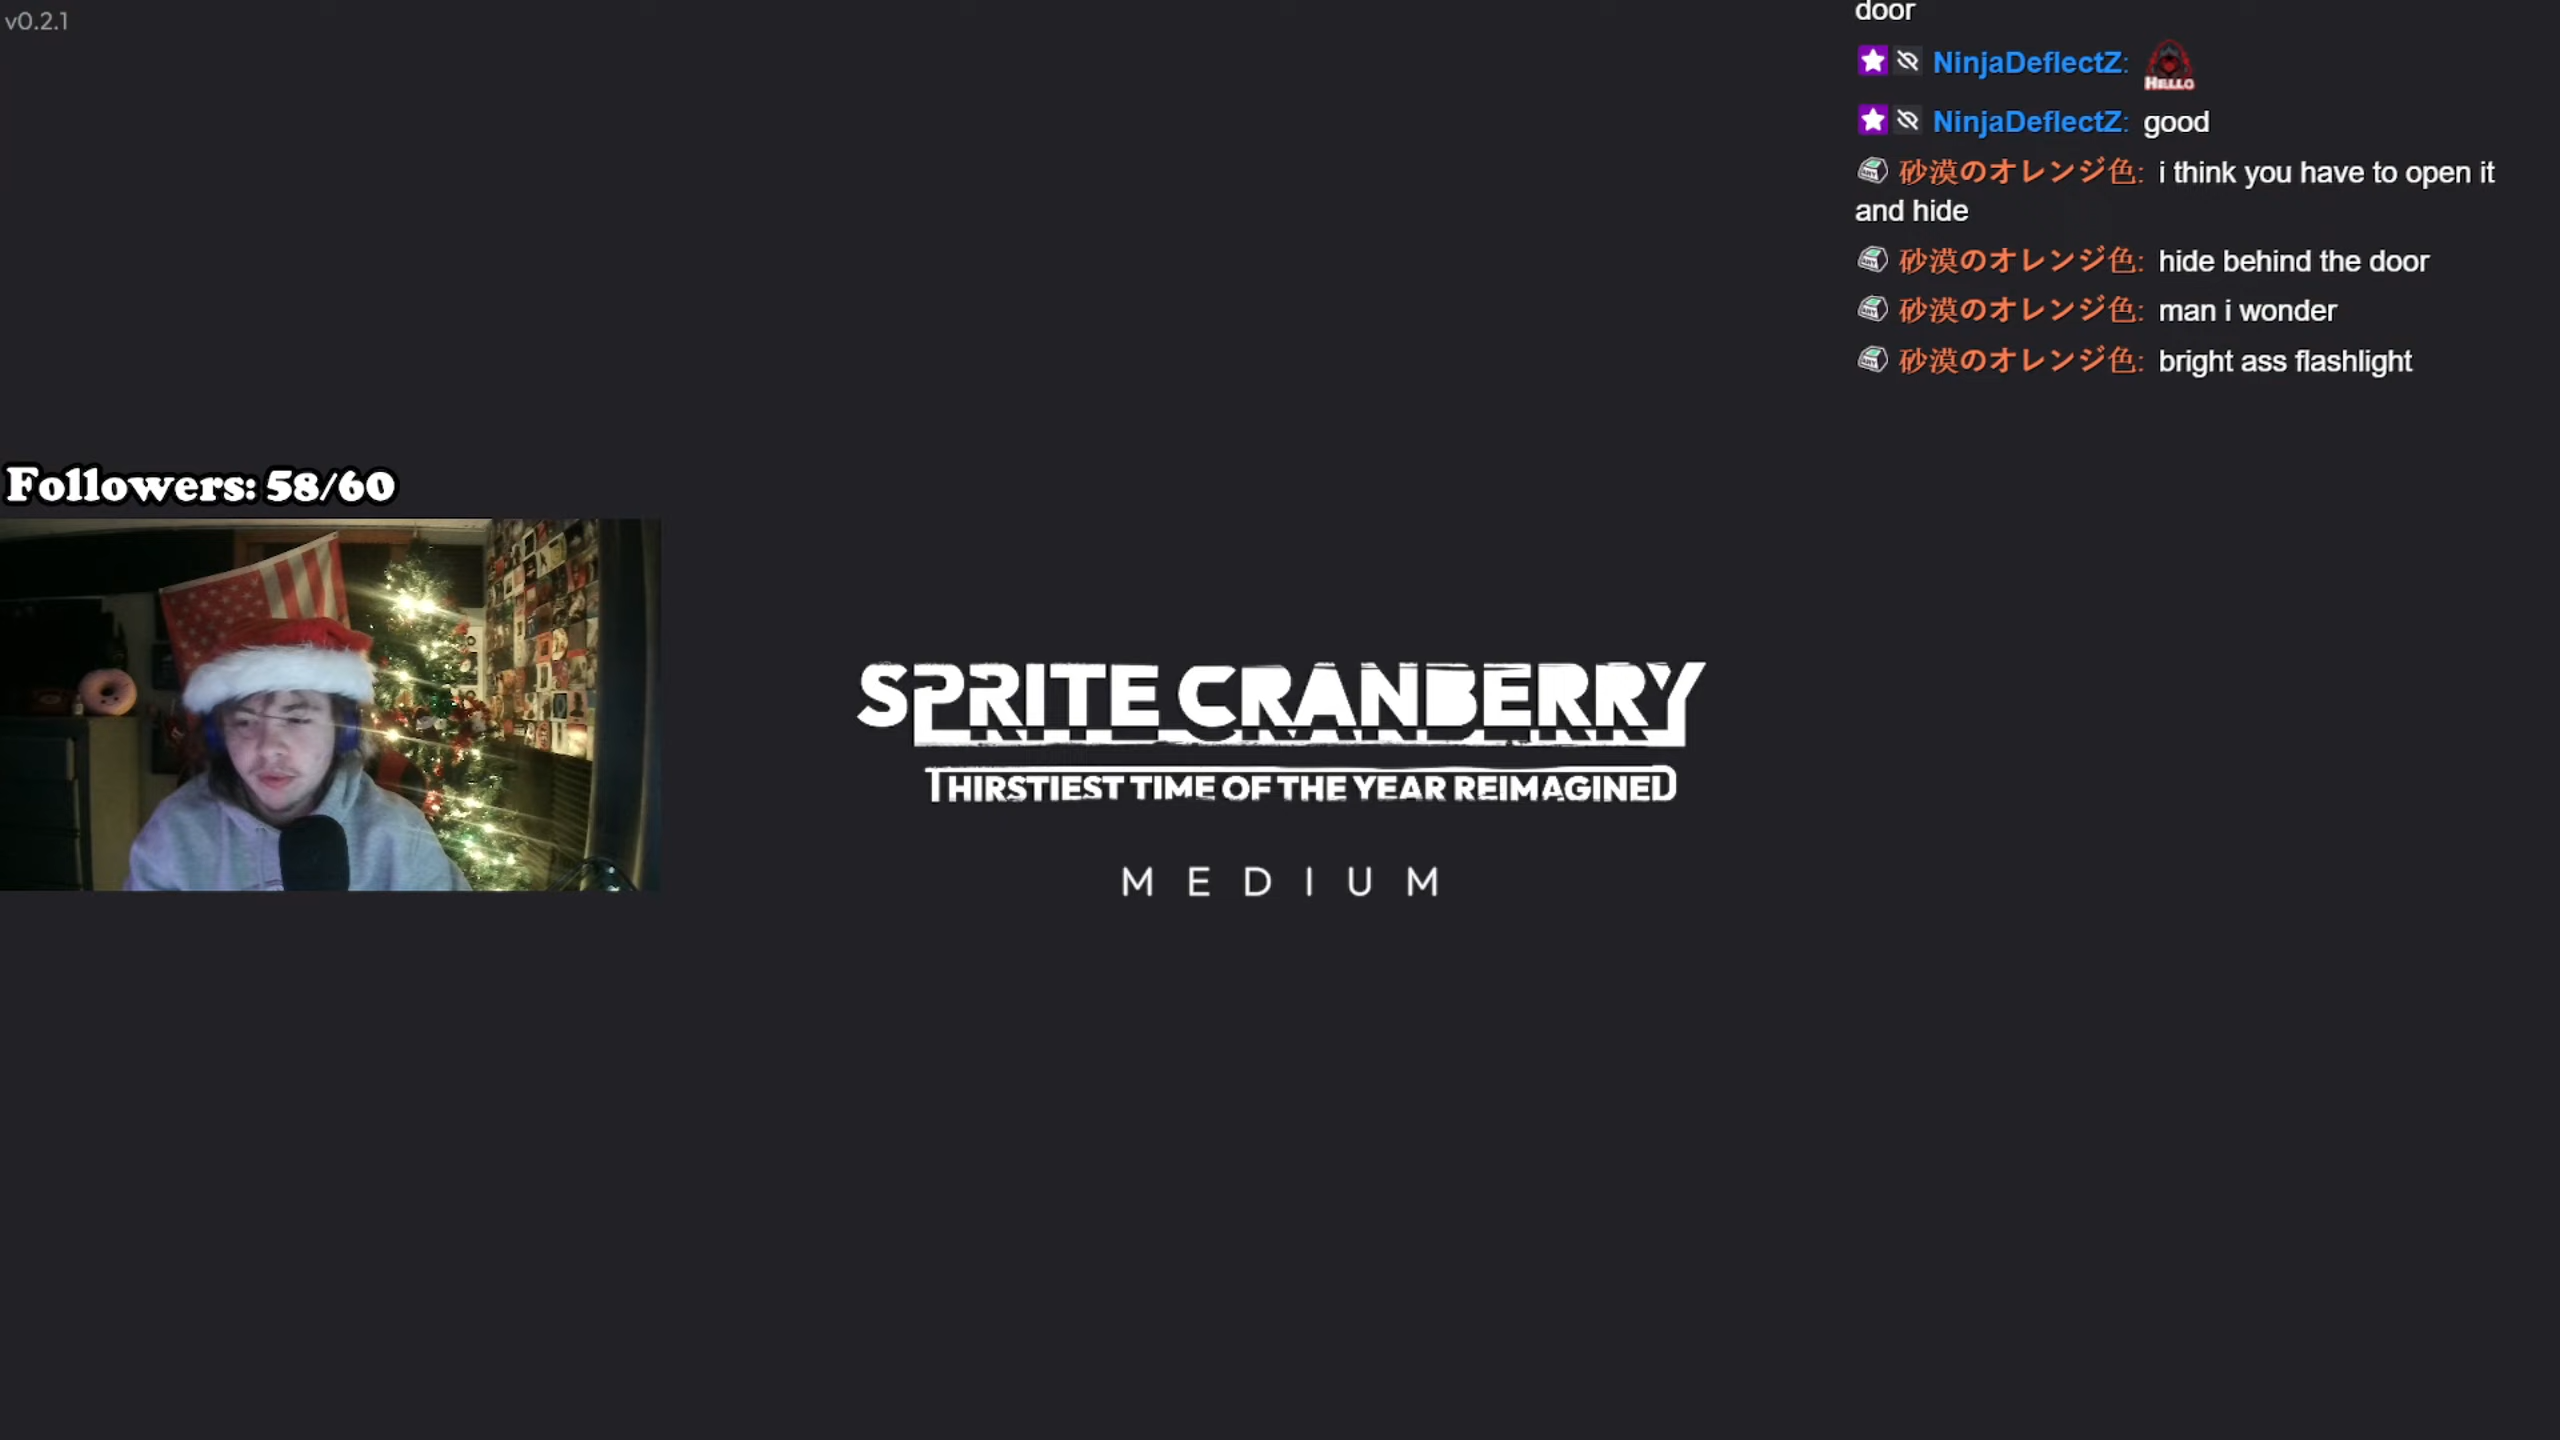 v0.2.1
door
NinjaDeflectZ: HELLO
NinjaDeflectZ: good
砂漠のオレンジ色: i think you have to open it
and hide
砂漠のオレンジ色: hide behind the door
砂漠のオレンジ色: man i wonder
砂漠のオレンジ色: bright ass flashlight
Followers: 58/60
SPRITE CRANBERRY
THIRSTIEST TIME OF THE YEAR REIMAGINED
MEDIUM